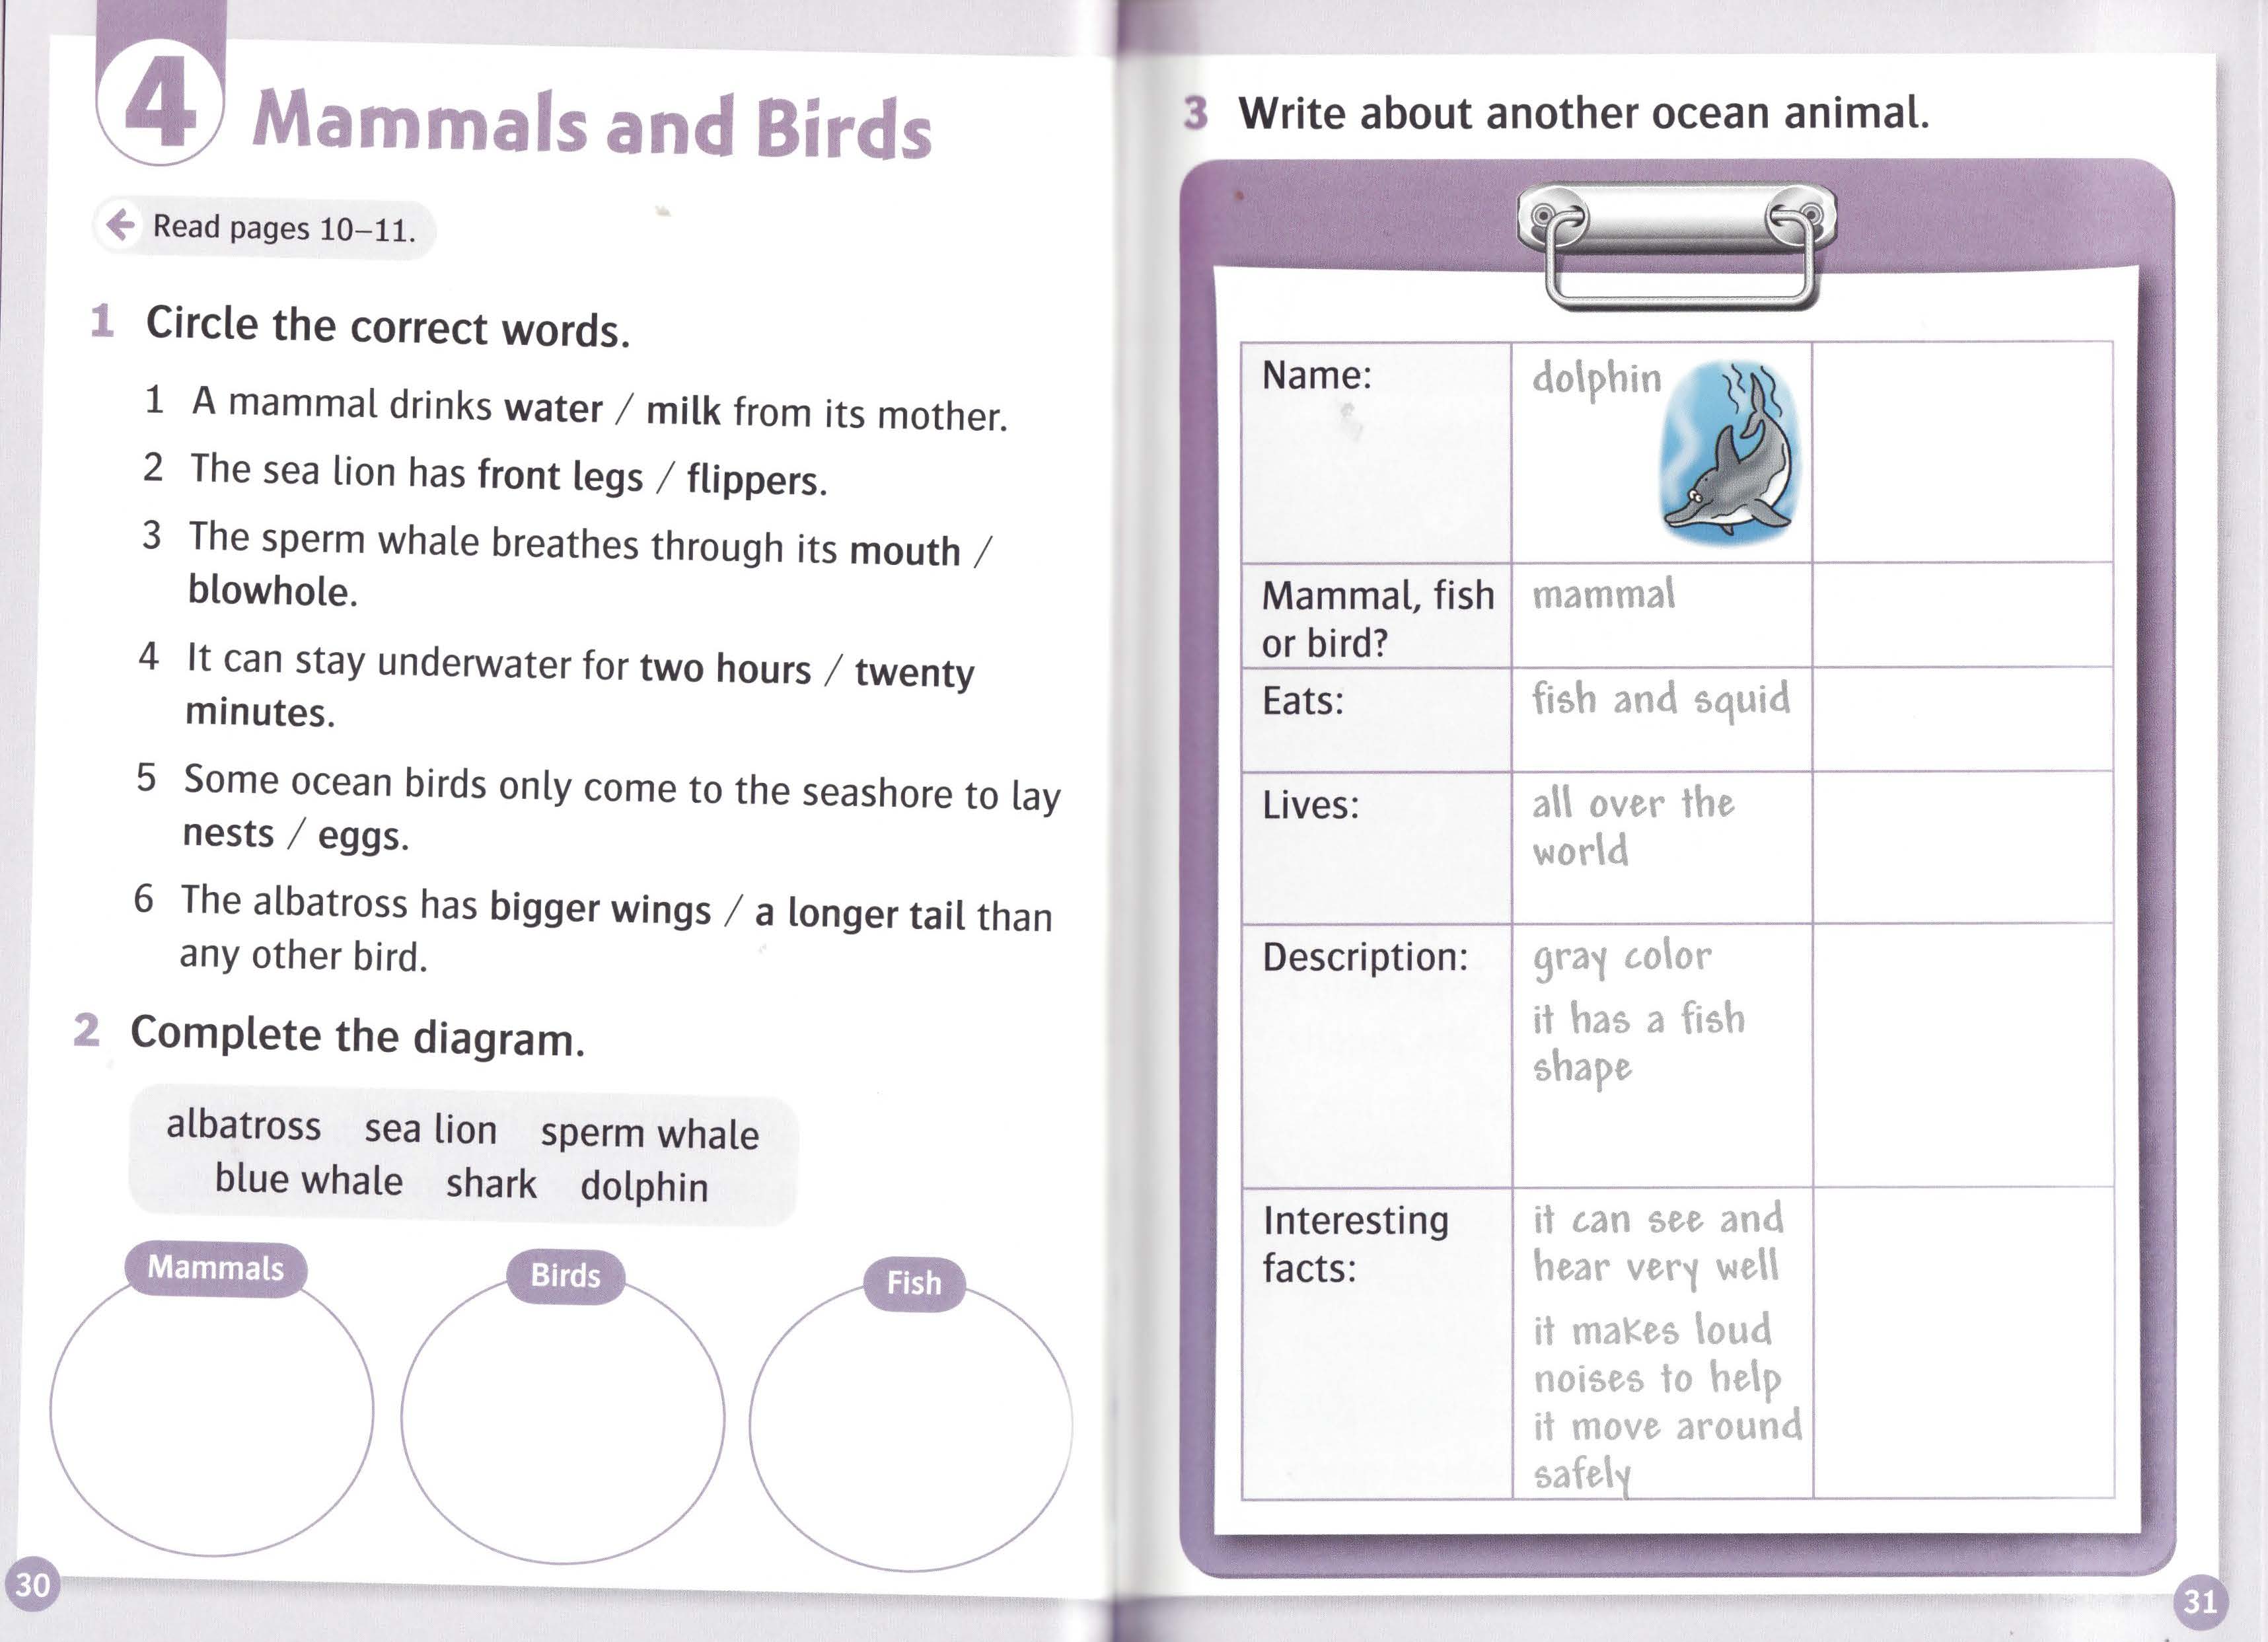 4 Mammals and Birds
Read pages 10–11.
1 Circle the correct words.
1 A mammal drinks water / milk from its mother.
2 The sea lion has front legs / flippers.
3 The sperm whale breathes through its mouth /
blowhole.
4 It can stay underwater for two hours / twenty
minutes.
5 Some ocean birds only come to the seashore to lay
nests / eggs.
6 The albatross has bigger wings / a longer tail than
any other bird.
2 Complete the diagram.
albatross sea lion sperm whale
blue whale shark dolphin
Mammals
Birds
Fish
30
3 Write about another ocean animal.
Name: dolphin
Mammal, fish
or bird?
mammal
Eats: fish and squid
Lives: all over the
world
Description: gray color
it has a fish
shape
Interesting
facts:
it can see and
hear very well
it makes loud
noises to help
it move around
safely
31